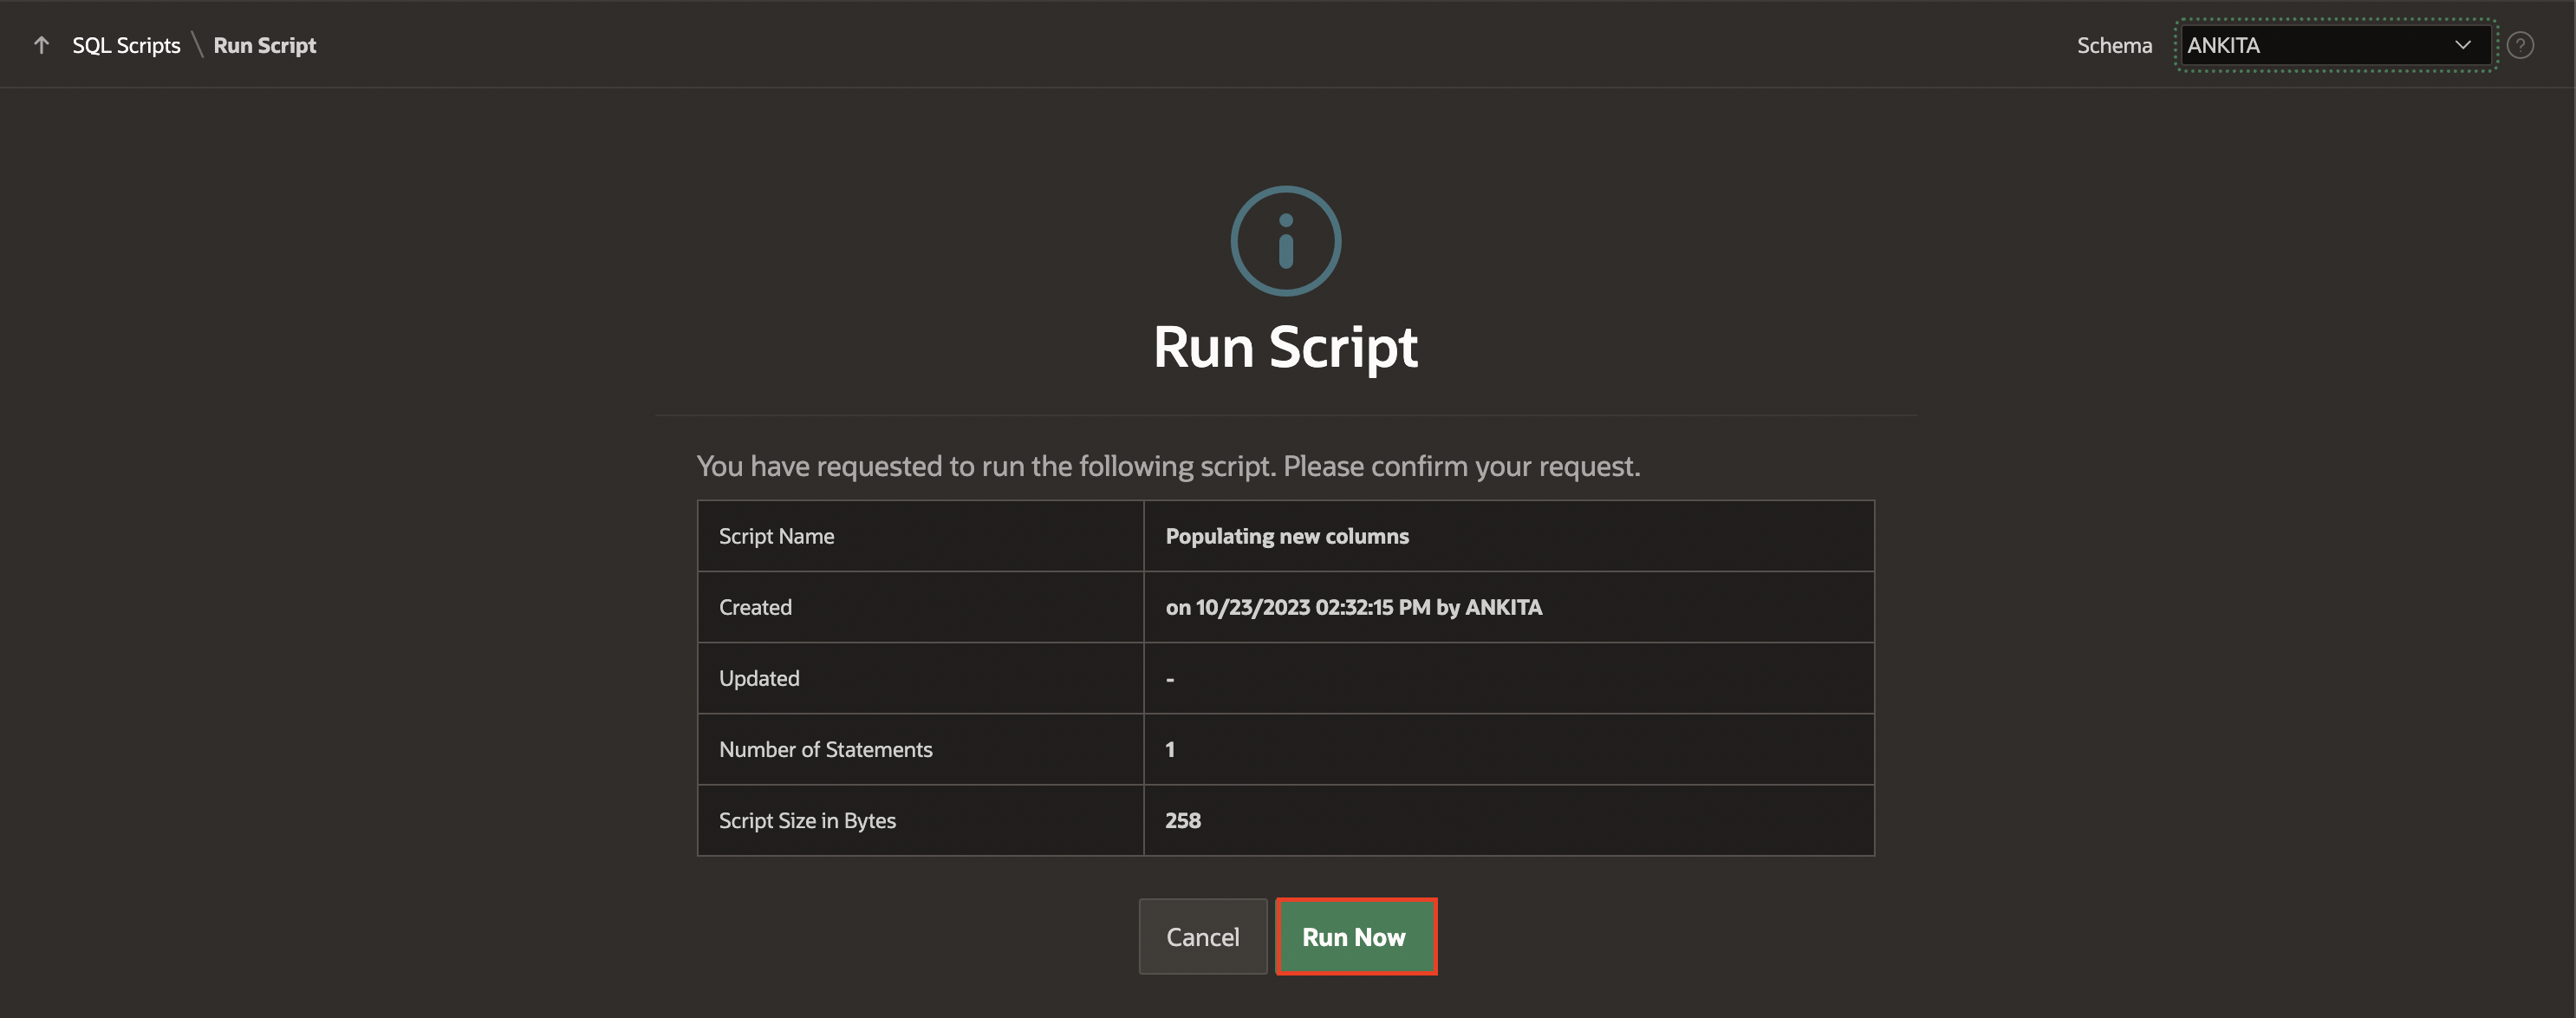 SQL Scripts \ Run Script
Schema ANKITA
Run Script
You have requested to run the following script. Please confirm your request.
Script Name Populating new columns
Created on 10/23/2023 02:32:15 PM by ANKITA
Updated -
Number of Statements 1
Script Size in Bytes 258
Cancel Run Now